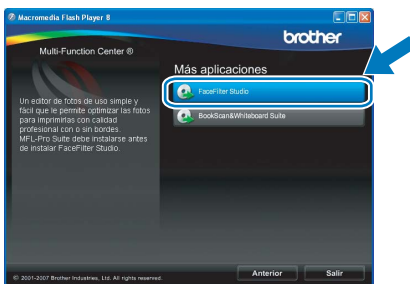 Macromedia Flash Player 8
brother
Multi-Function Center ®
Más aplicaciones
FaceFilter Studio
BookScan&Whiteboard Suite
Un editor de fotos de uso simple y
fácil que le permite optimizar las fotos
para imprimirlas con calidad
profesional con o sin bordes.
MFL-Pro Suite debe instalarse antes
de instalar FaceFilter Studio.
© 2001-2007 Brother Industries, Ltd. All rights reserved.
Anterior
Salir